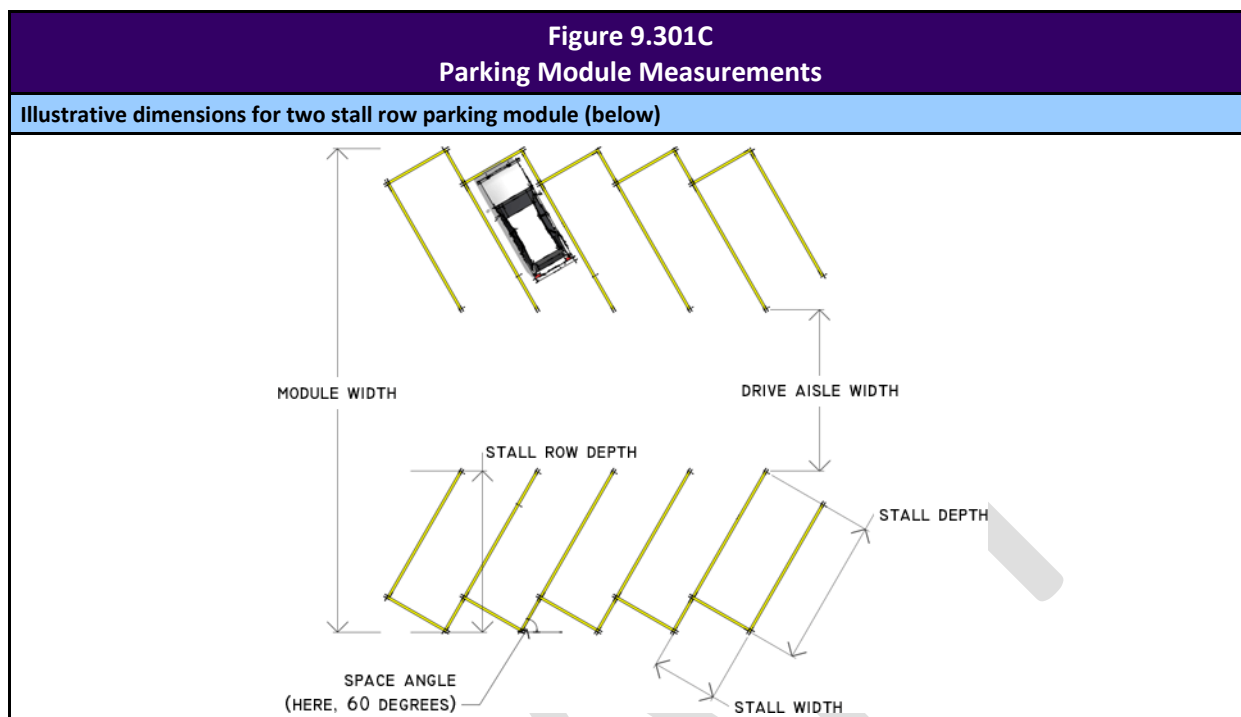 Figure 9.301C
Parking Module Measurements
Illustrative dimensions for two stall row parking module (below)
MODULE WIDTH
DRIVE AISLE WIDTH
STALL ROW DEPTH
STALL DEPTH
SPACE ANGLE
(HERE, 60 DEGREES)
STALL WIDTH